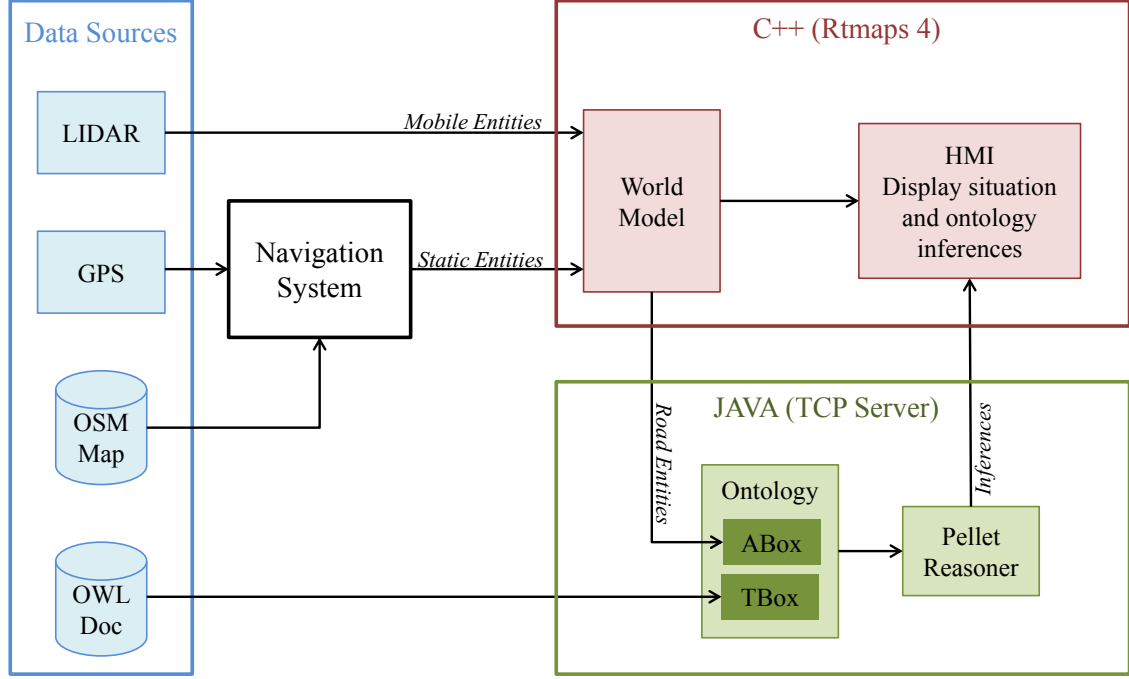 Data Sources
LIDAR
GPS
OSM
Map
OWL
Doc
Navigation
System
Mobile Entities
Static Entities
C++ (Rtmaps 4)
World
Model
HMI
Display situation
and ontology
inferences
Road Entities
Inferences
JAVA (TCP Server)
Ontology
ABox
TBox
Pellet
Reasoner